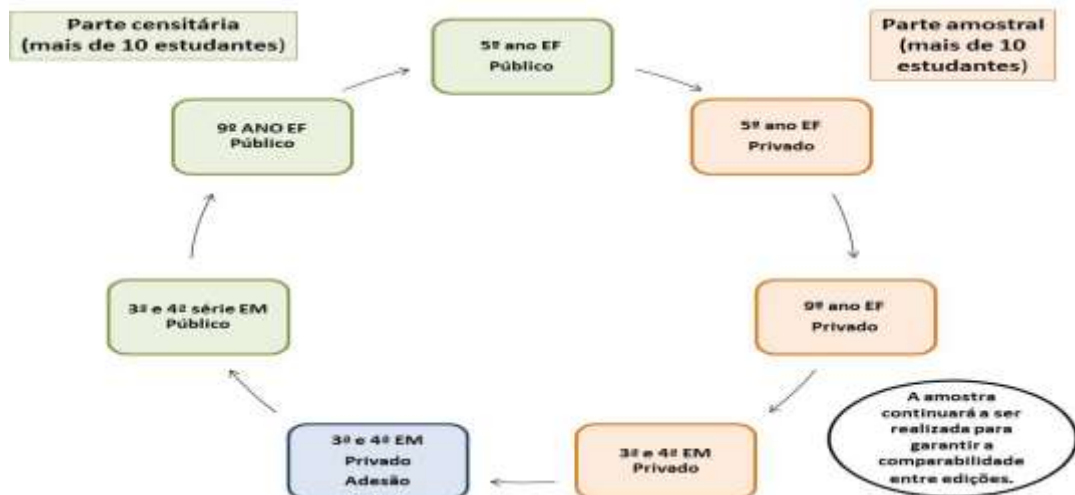 Parte censitária
(mais de 10 estudantes)
5º ano EF
Público
Parte amostral
(mais de 10
estudantes)
9º ANO EF
Público
5º ano EF
Privado
3ª e 4ª série EM
Público
9º ano EF
Privado
3ª e 4ª EM
Privado
Adesão
3ª e 4ª EM
Privado
A amostra
continuará a ser
realizada para
garantir a
comparabilidade
entre edições.